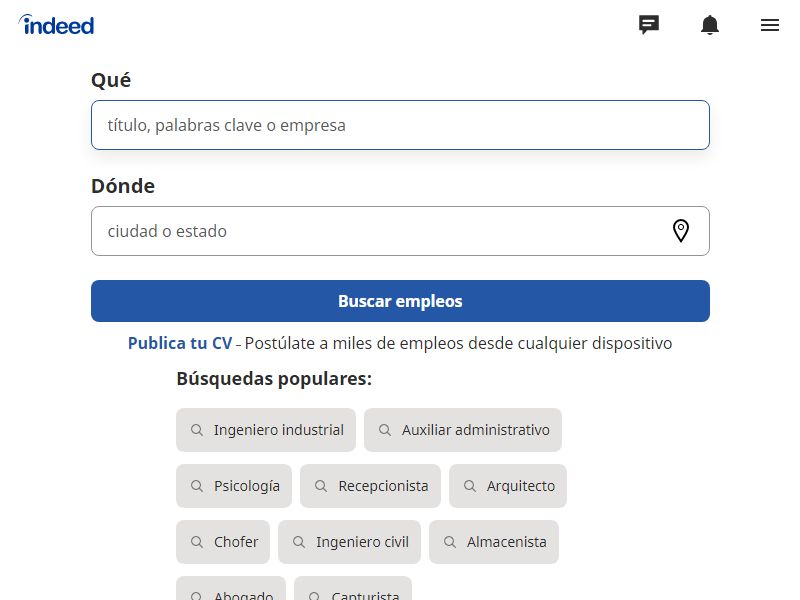 indeed
Qué
título, palabras clave o empresa
Dónde
ciudad o estado
Buscar empleos
Publica tu CV - Postúlate a miles de empleos desde cualquier dispositivo
Búsquedas populares:
Ingeniero industrial Auxiliar administrativo
Psicología Recepcionista Arquitecto
Chofer Ingeniero civil Almacenista
Abogado Capturista